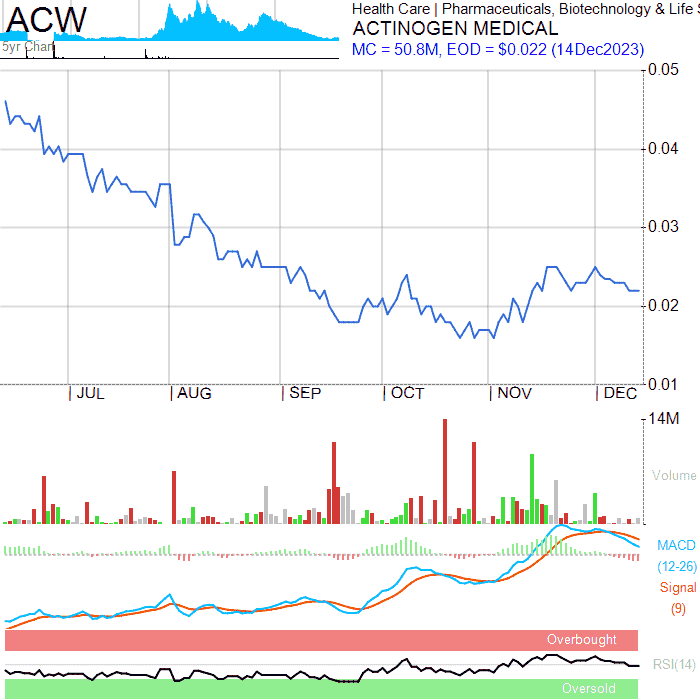 ACW
5yr Chart
Health Care | Pharmaceuticals, Biotechnology & Life S
ACTINOGEN MEDICAL
MC = 50.8M, EOD = $0.022 (14Dec2023)
0.05
0.04
0.03
0.02
0.01
JUL AUG SEP OCT NOV DEC
14M
Volume
MACD
(12-26)
Signal
(9)
Overbought
RSI(14)
Oversold